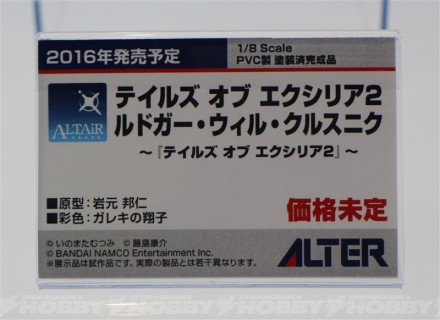 2016年発売予定
1/8 Scale
PVC製 塗装済完成品
ALTAiR
テイルズ オブ エクシリア2
ルドガー・ウィル・クルスニク
～『テイルズ オブ エクシリア2』～
■原型：岩元 邦仁
■彩色：ガレキの翔子
価格未定
© いのまたむつみ © 藤島康介
© BANDAI NAMCO Entertainment Inc.
※展示品は試作品です。実際の製品とは若干異なります。
ALTER
HOBBY HOBBY HOBBY HOBBY